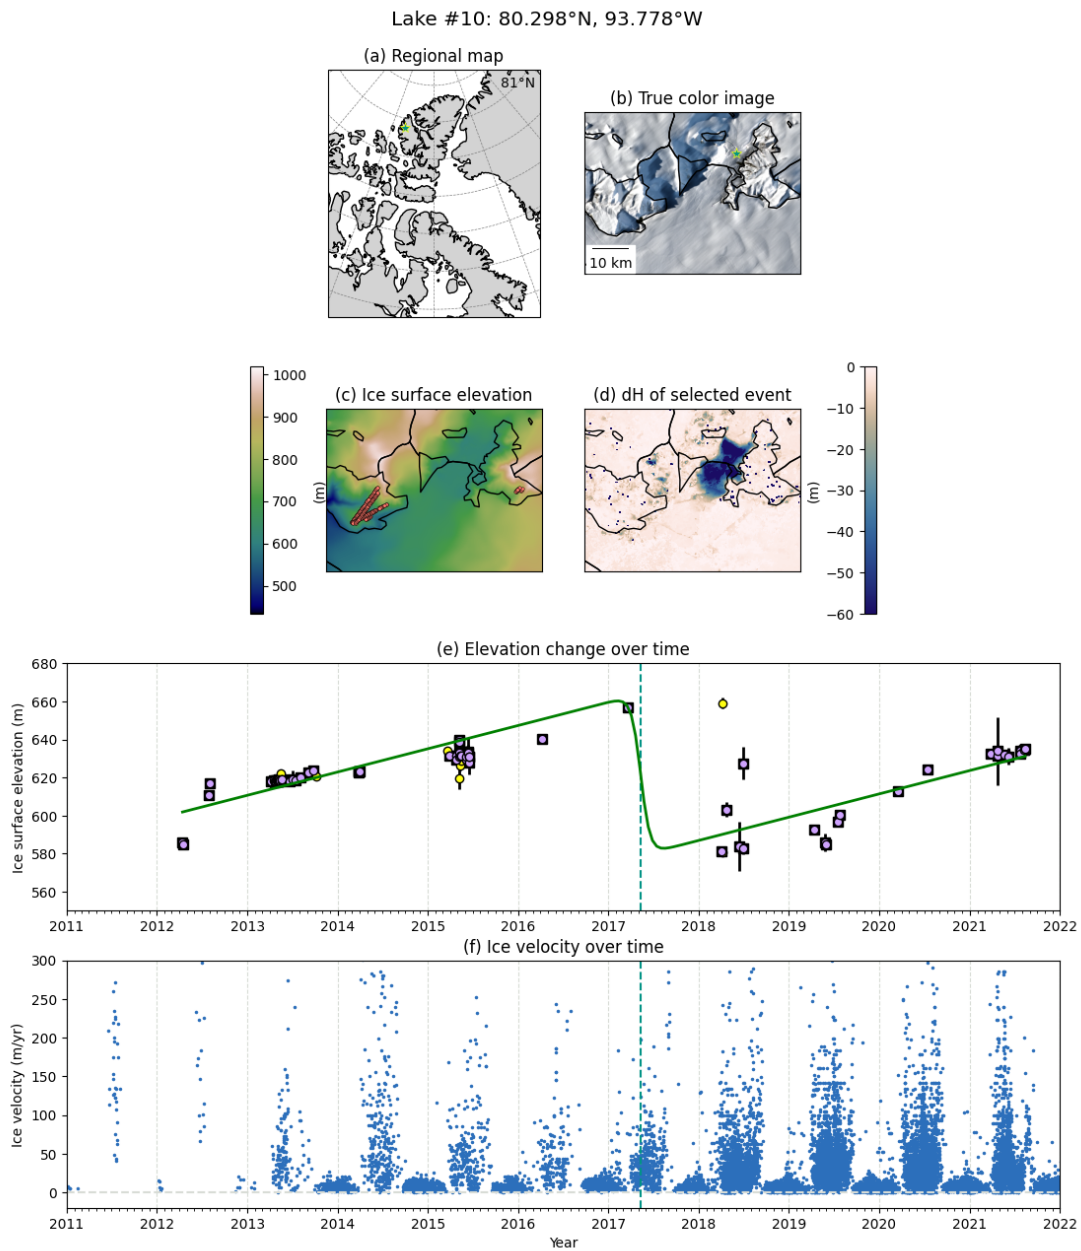 Lake #10: 80.298°N, 93.778°W
(a) Regional map
81°N
(b) True color image
10 km
(c) Ice surface elevation
1000
900
800
700
600
500
(m)
(d) dH of selected event
0
−10
−20
−30
−40
−50
−60
(m)
(e) Elevation change over time
680
660
640
620
600
580
560
Ice surface elevation (m)
2011 2012 2013 2014 2015 2016 2017 2018 2019 2020 2021 2022
(f) Ice velocity over time
300
250
200
150
100
50
0
Ice velocity (m/yr)
2011 2012 2013 2014 2015 2016 2017 2018 2019 2020 2021 2022
Year